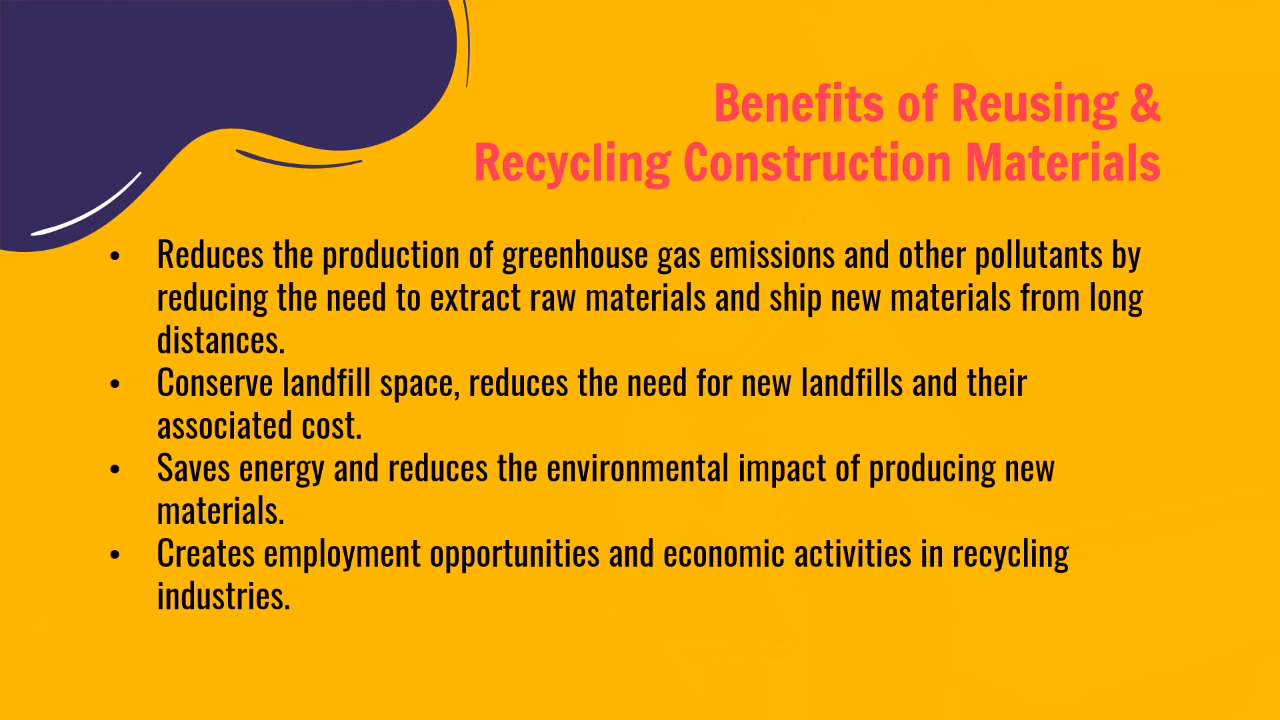 Benefits of Reusing &
Recycling Construction Materials
• Reduces the production of greenhouse gas emissions and other pollutants by
reducing the need to extract raw materials and ship new materials from long
distances.
• Conserve landfill space, reduces the need for new landfills and their
associated cost.
• Saves energy and reduces the environmental impact of producing new
materials.
• Creates employment opportunities and economic activities in recycling
industries.